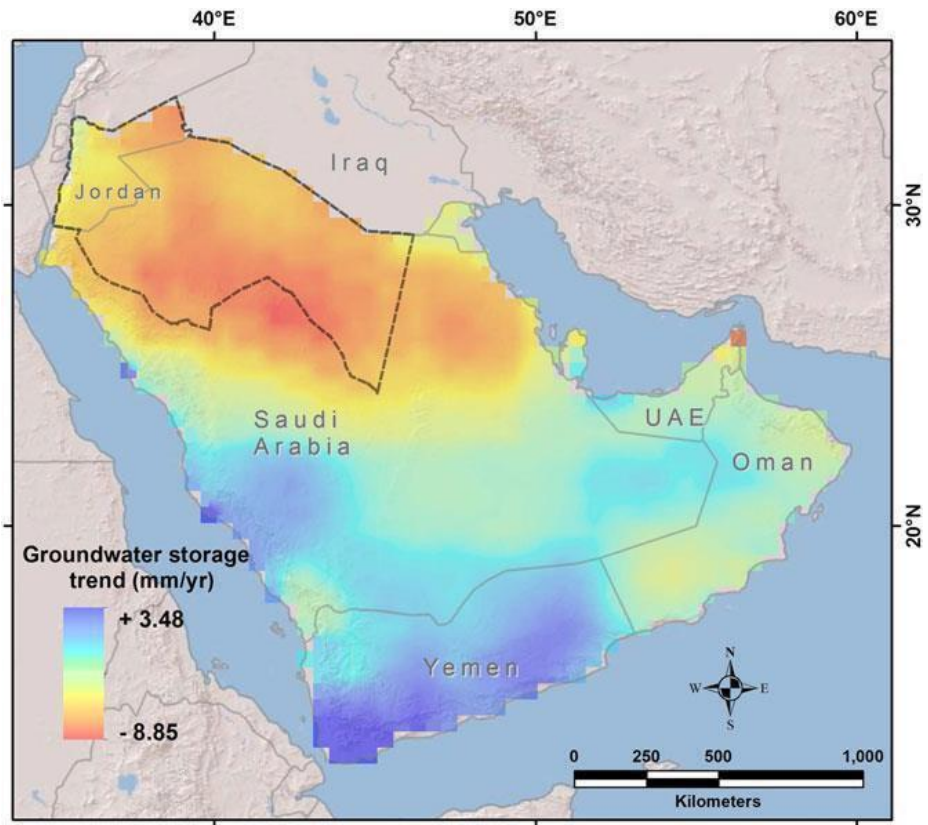 40°E
50°E
60°E
Iraq
Jordan
30°N
Saudi
Arabia
UAE
Oman
20°N
Groundwater storage
trend (mm/yr)
+ 3.48
- 8.85
Yemen
N
W
E
S
0
250
500
1,000
Kilometers